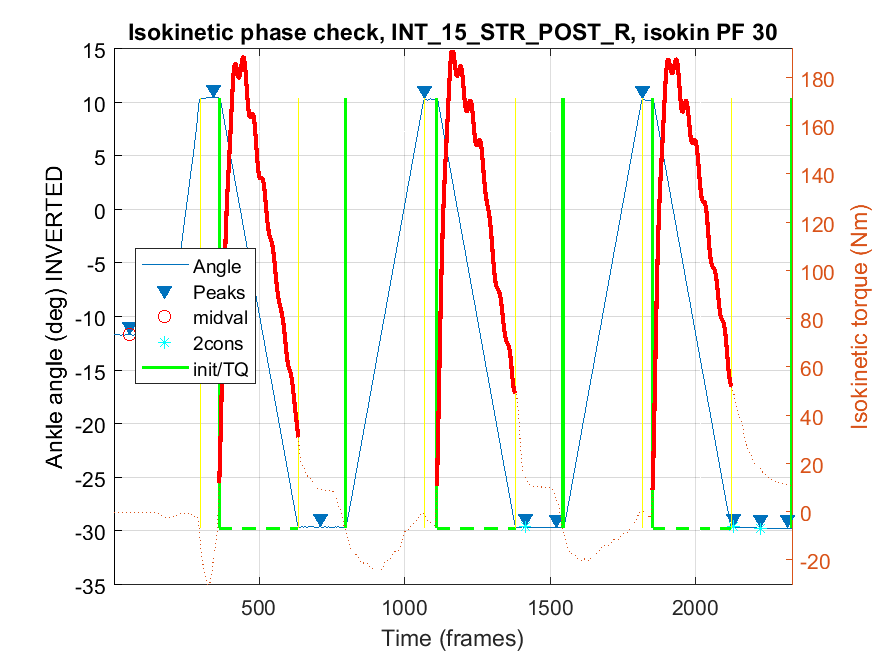 Isokinetic phase check, INT_15_STR_POST_R, isokin PF 30
Ankle angle (deg) INVERTED
15
10
5
0
-5
-10
-15
-20
-25
-30
-35
Angle
Peaks
midval
2cons
init/TQ
180
160
140
120
100
80
60
40
20
0
-20
Isokinetic torque (Nm)
500
1000
1500
2000
Time (frames)